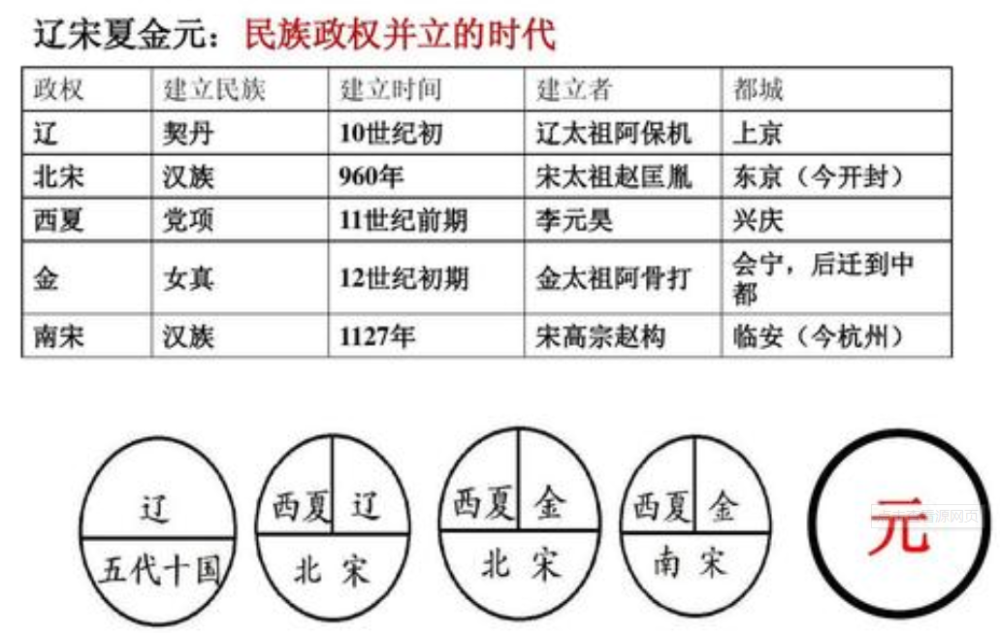 辽宋夏金元：民族政权并立的时代
政权 建立民族 建立时间 建立者 都城
辽 契丹 10世纪初 辽太祖阿保机 上京
北宋 汉族 960年 宋太祖赵匡胤 东京（今开封）
西夏 党项 11世纪前期 李元昊 兴庆
金 女真 12世纪初期 金太祖阿骨打 会宁，后迁到中
都
南宋 汉族 1127年 宋高宗赵构 临安（今杭州）
辽
五代十国
西夏 辽
北 宋
西夏 金
北 宋
西夏 金
南 宋
元
源网页